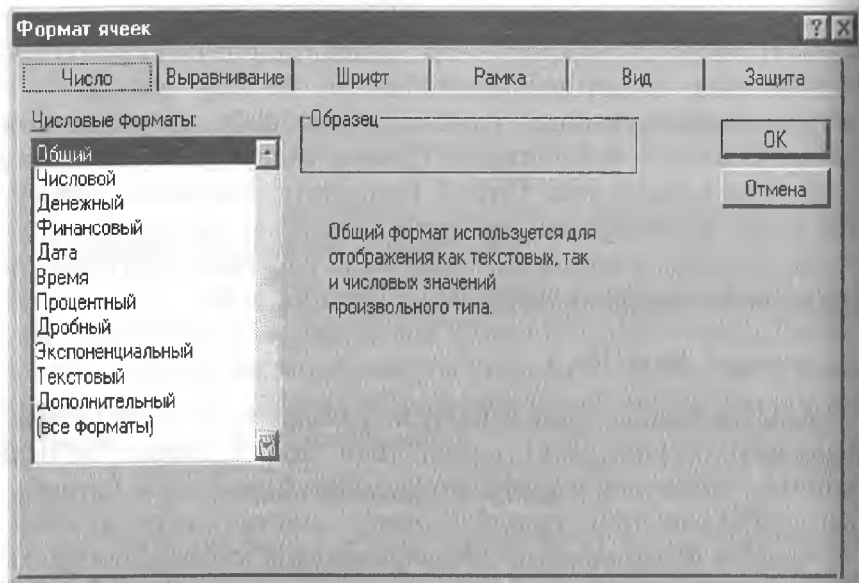 Формат ячеек
Число Выравнивание Шрифт Рамка Вид Защита
Числовые форматы:
Общий
Числовой
Денежный
Финансовый
Дата
Время
Процентный
Дробный
Экспоненциальный
Текстовый
Дополнительный
(все форматы)
Образец
Общий формат используется для
отображения как текстовых, так
и числовых значений
произвольного типа.
OK
Отмена